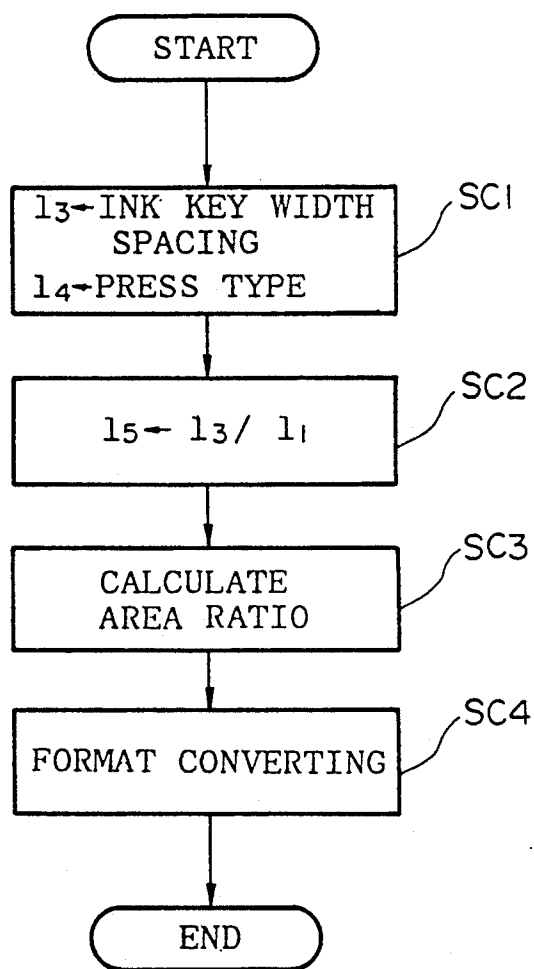 START
l3←INK KEY WIDTH
SPACING
l4←PRESS TYPE
SC1
l5← l3/ l1
SC2
CALCULATE
AREA RATIO
SC3
FORMAT CONVERTING
SC4
END